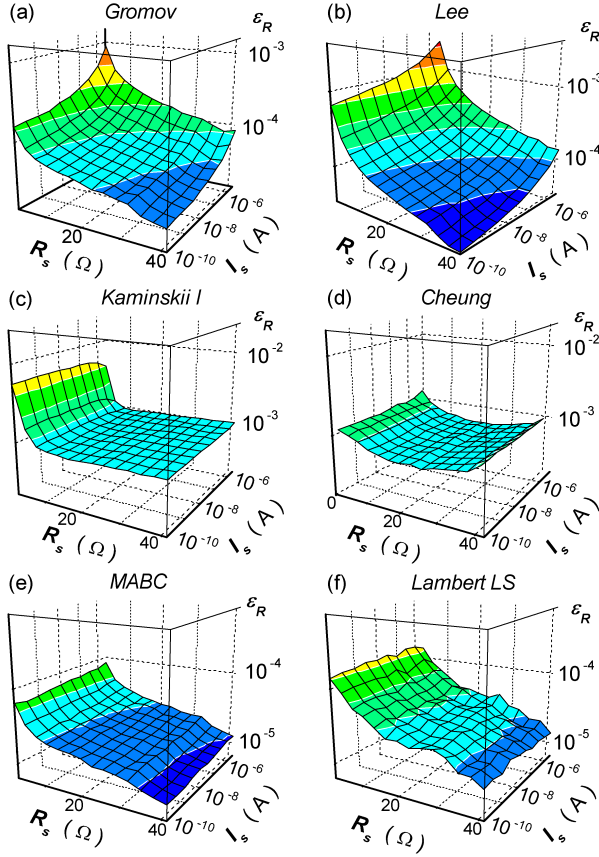 (a) Gromov
ε_R
10⁻³
10⁻⁴
20
40
R_s (Ω)
10⁻⁶
10⁻⁸
10⁻¹⁰
I_s (A)
(b) Lee
ε_R
10⁻³
10⁻⁴
20
40
R_s (Ω)
10⁻⁶
10⁻⁸
10⁻¹⁰
I_s (A)
(c) Kaminskii I
ε_R
10⁻²
10⁻³
20
40
R_s (Ω)
10⁻⁶
10⁻⁸
10⁻¹⁰
I_s (A)
(d) Cheung
ε_R
10⁻²
10⁻³
0
20
40
R_s (Ω)
10⁻⁶
10⁻⁸
10⁻¹⁰
I_s (A)
(e) MABC
ε_R
10⁻⁴
10⁻⁵
20
40
R_s (Ω)
10⁻⁶
10⁻⁸
10⁻¹⁰
I_s (A)
(f) Lambert LS
ε_R
10⁻⁴
10⁻⁵
20
40
R_s (Ω)
10⁻⁶
10⁻⁸
10⁻¹⁰
I_s (A)